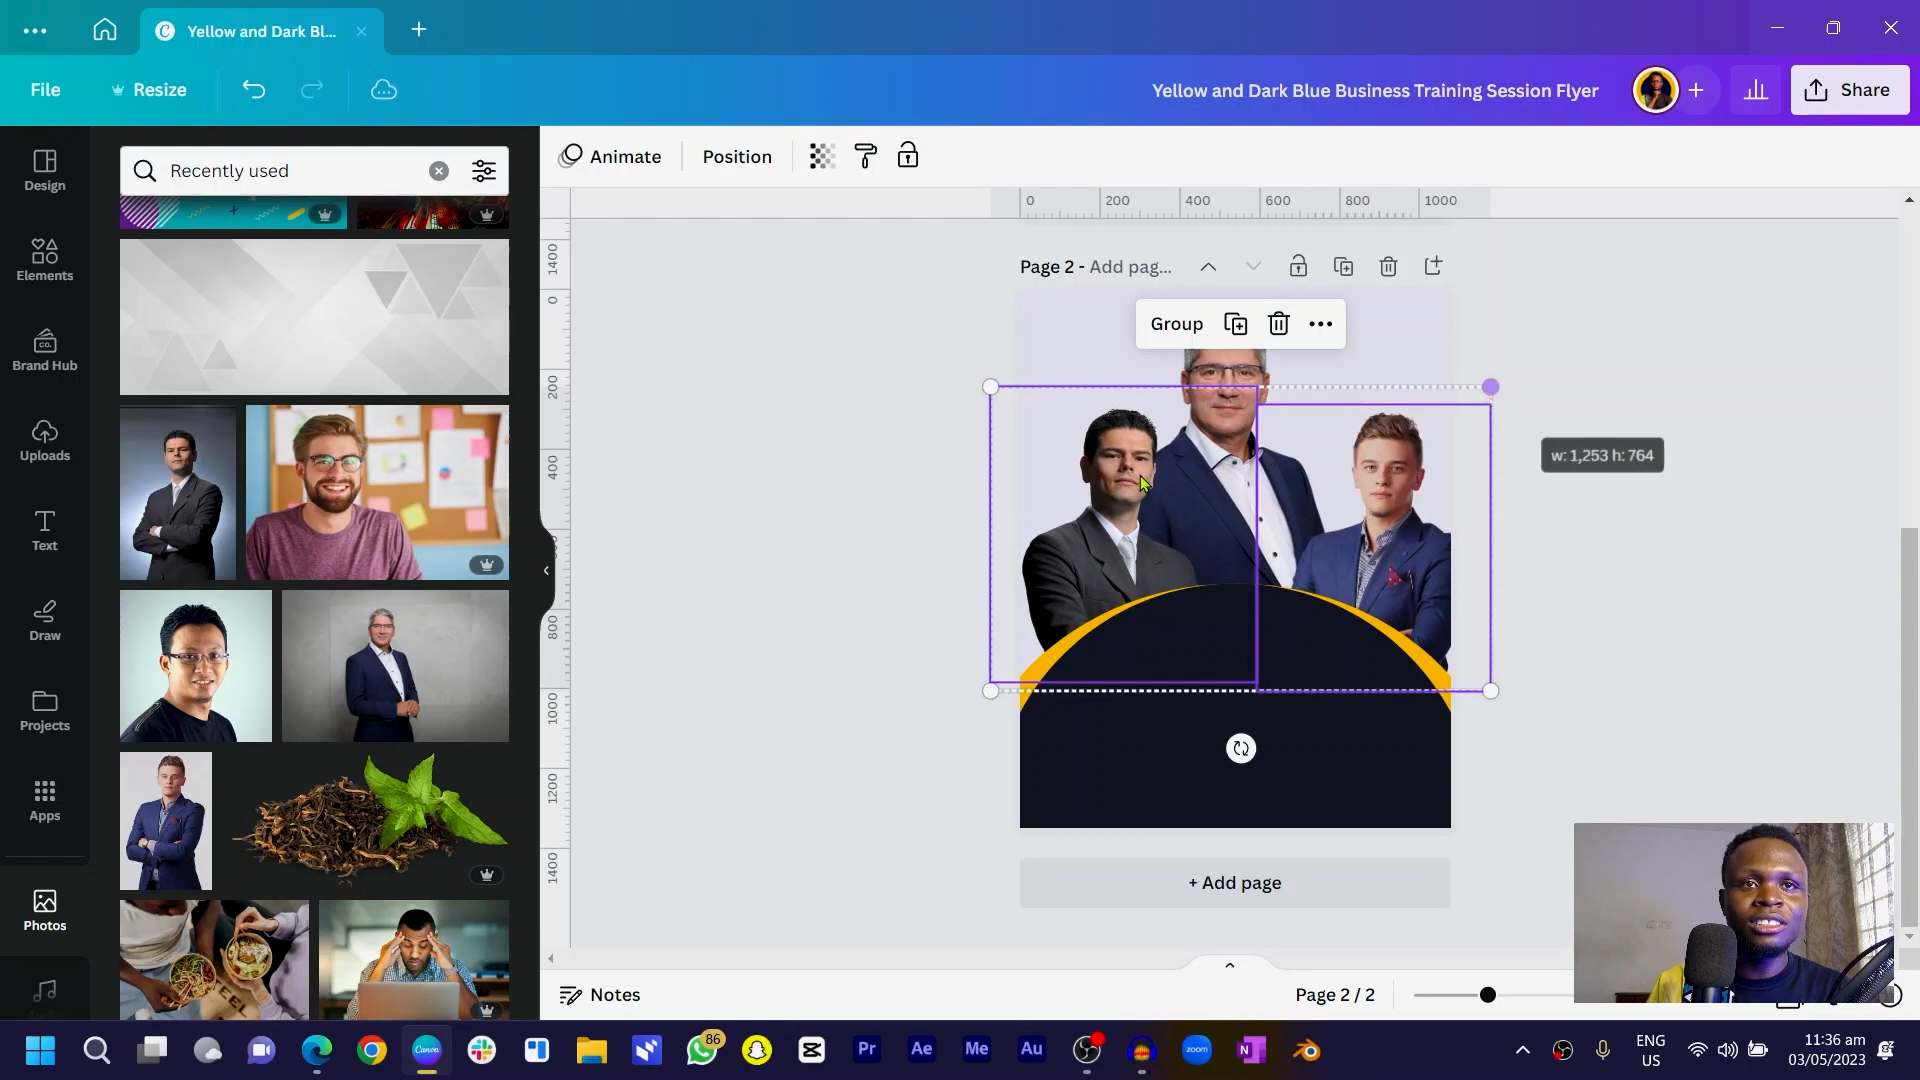 Yellow and Dark Bl...
File
Resize
Yellow and Dark Blue Business Training Session Flyer
Share
Design
Elements
Brand Hub
CO.
Uploads
Text
Draw
Projects
Apps
Photos
Recently used
Animate
Position
0 200 400 600 800 1000
1400
0
200
400
800
1000
1200
1400
Page 2 - Add pag...
Group
w: 1,253 h: 764
+ Add page
Notes
Page 2 / 2
Canva
86
Pr
Ae
Me
Au
zoom
N
ENG
US
11:36 am
03/05/2023